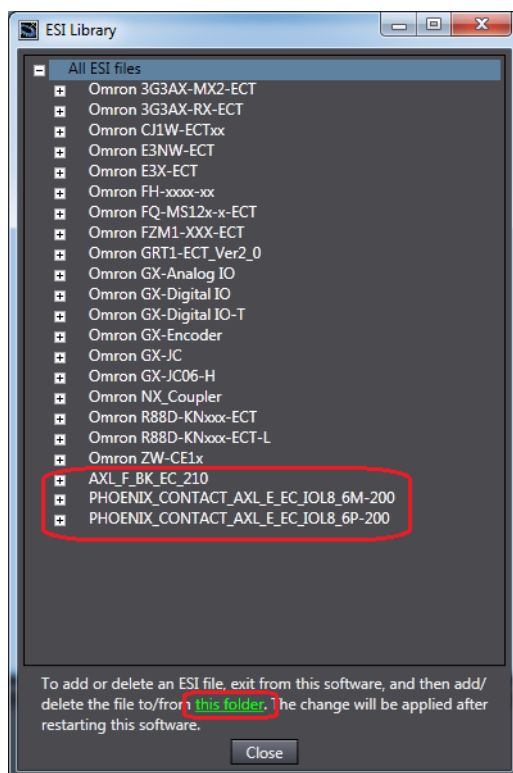 ESI Library
All ESI files
Omron 3G3AX-MX2-ECT
Omron 3G3AX-RX-ECT
Omron CJ1W-ECTxx
Omron E3NW-ECT
Omron E3X-ECT
Omron FH-xxxx-xx
Omron FQ-MS12x-x-ECT
Omron FZM1-XXX-ECT
Omron GRT1-ECT_Ver2_0
Omron GX-Analog IO
Omron GX-Digital IO
Omron GX-Digital IO-T
Omron GX-Encoder
Omron GX-JC
Omron GX-JC06-H
Omron NX_Coupler
Omron R88D-KNxxx-ECT
Omron R88D-KNxxx-ECT-L
Omron ZW-CE1x
AXL_F_BK_EC_210
PHOENIX_CONTACT_AXL_E_EC_IOL8_6M-200
PHOENIX_CONTACT_AXL_E_EC_IOL8_6P-200
To add or delete an ESI file, exit from this software, and then add/
delete the file to/from this folder. The change will be applied after
restarting this software.
Close